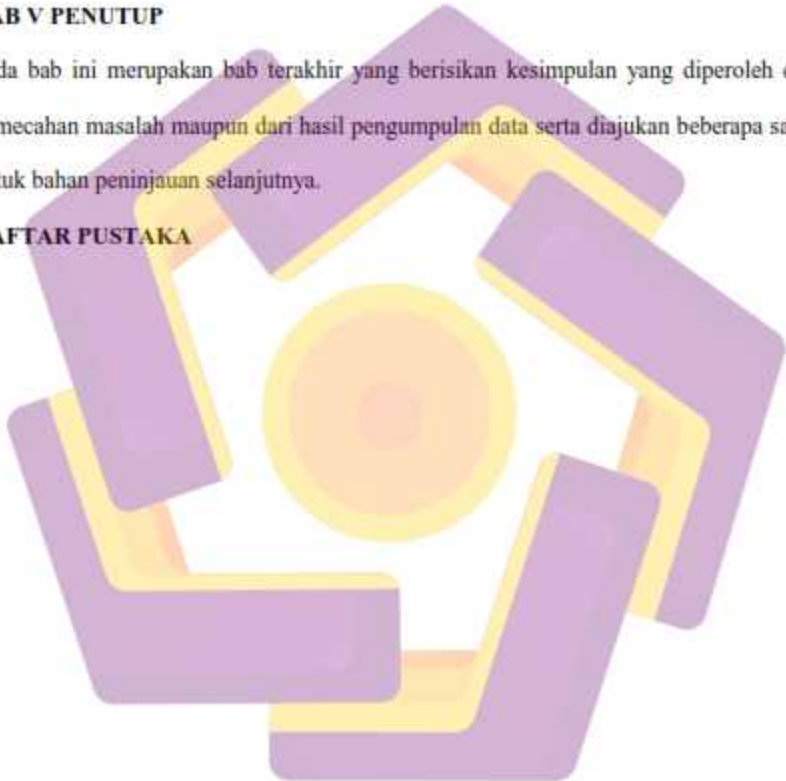 AB V PENUTUP
da bab ini merupakan bab terakhir yang berisikan kesimpulan yang diperoleh
mecahan masalah maupun dari hasil pengumpulan data serta diajukan beberapa sa
tuk bahan peninjauan selanjutnya.
AFTAR PUSTAKA